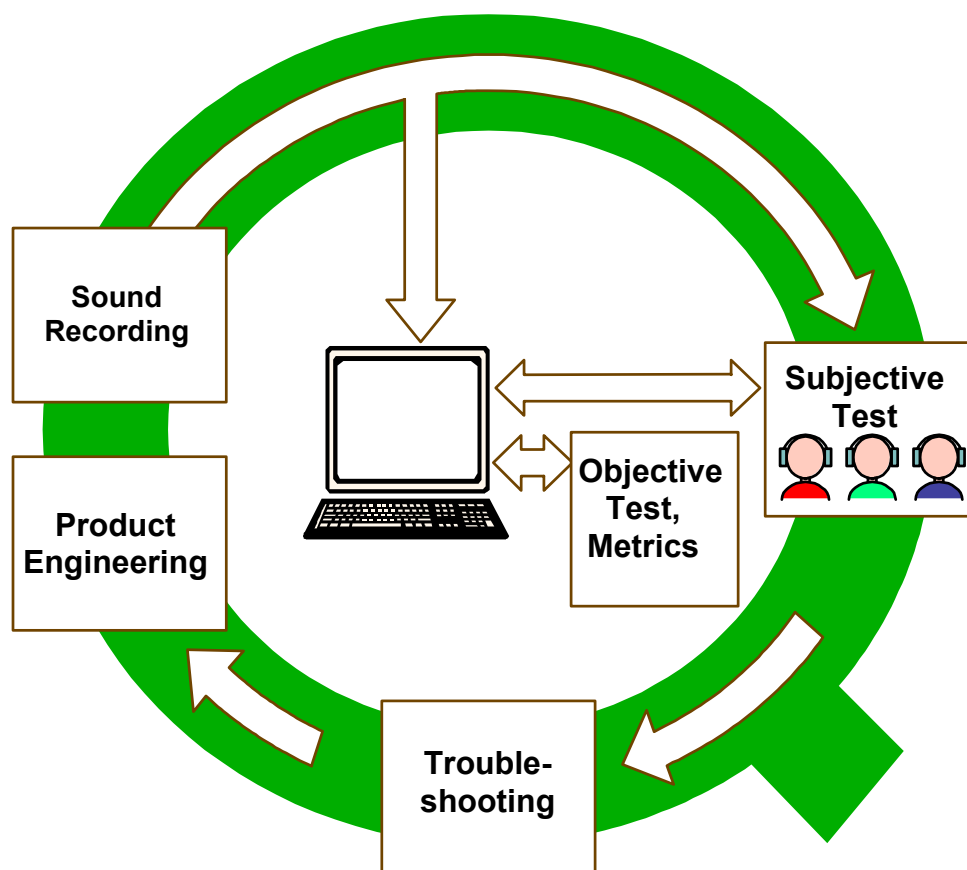 Sound
Recording
Subjective
Test
Objective
Test,
Metrics
Product
Engineering
Trouble-
shooting